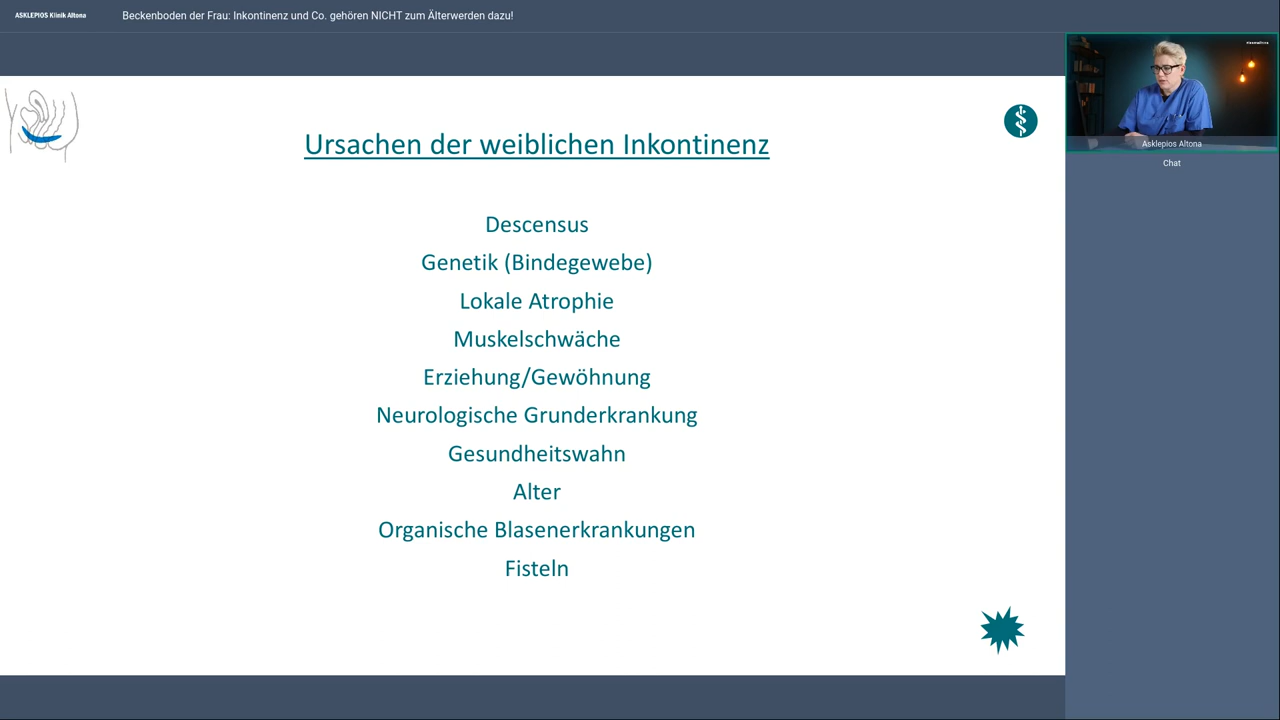 ASKLEPIOS Klinik Altona
Beckenboden der Frau: Inkontinenz und Co. gehören NICHT zum Älterwerden dazu!
Ursachen der weiblichen Inkontinenz
Descensus
Genetik (Bindegewebe)
Lokale Atrophie
Muskelschwäche
Erziehung/Gewöhnung
Neurologische Grunderkrankung
Gesundheitswahn
Alter
Organische Blasenerkrankungen
Fisteln
Asklepios Altona
Chat